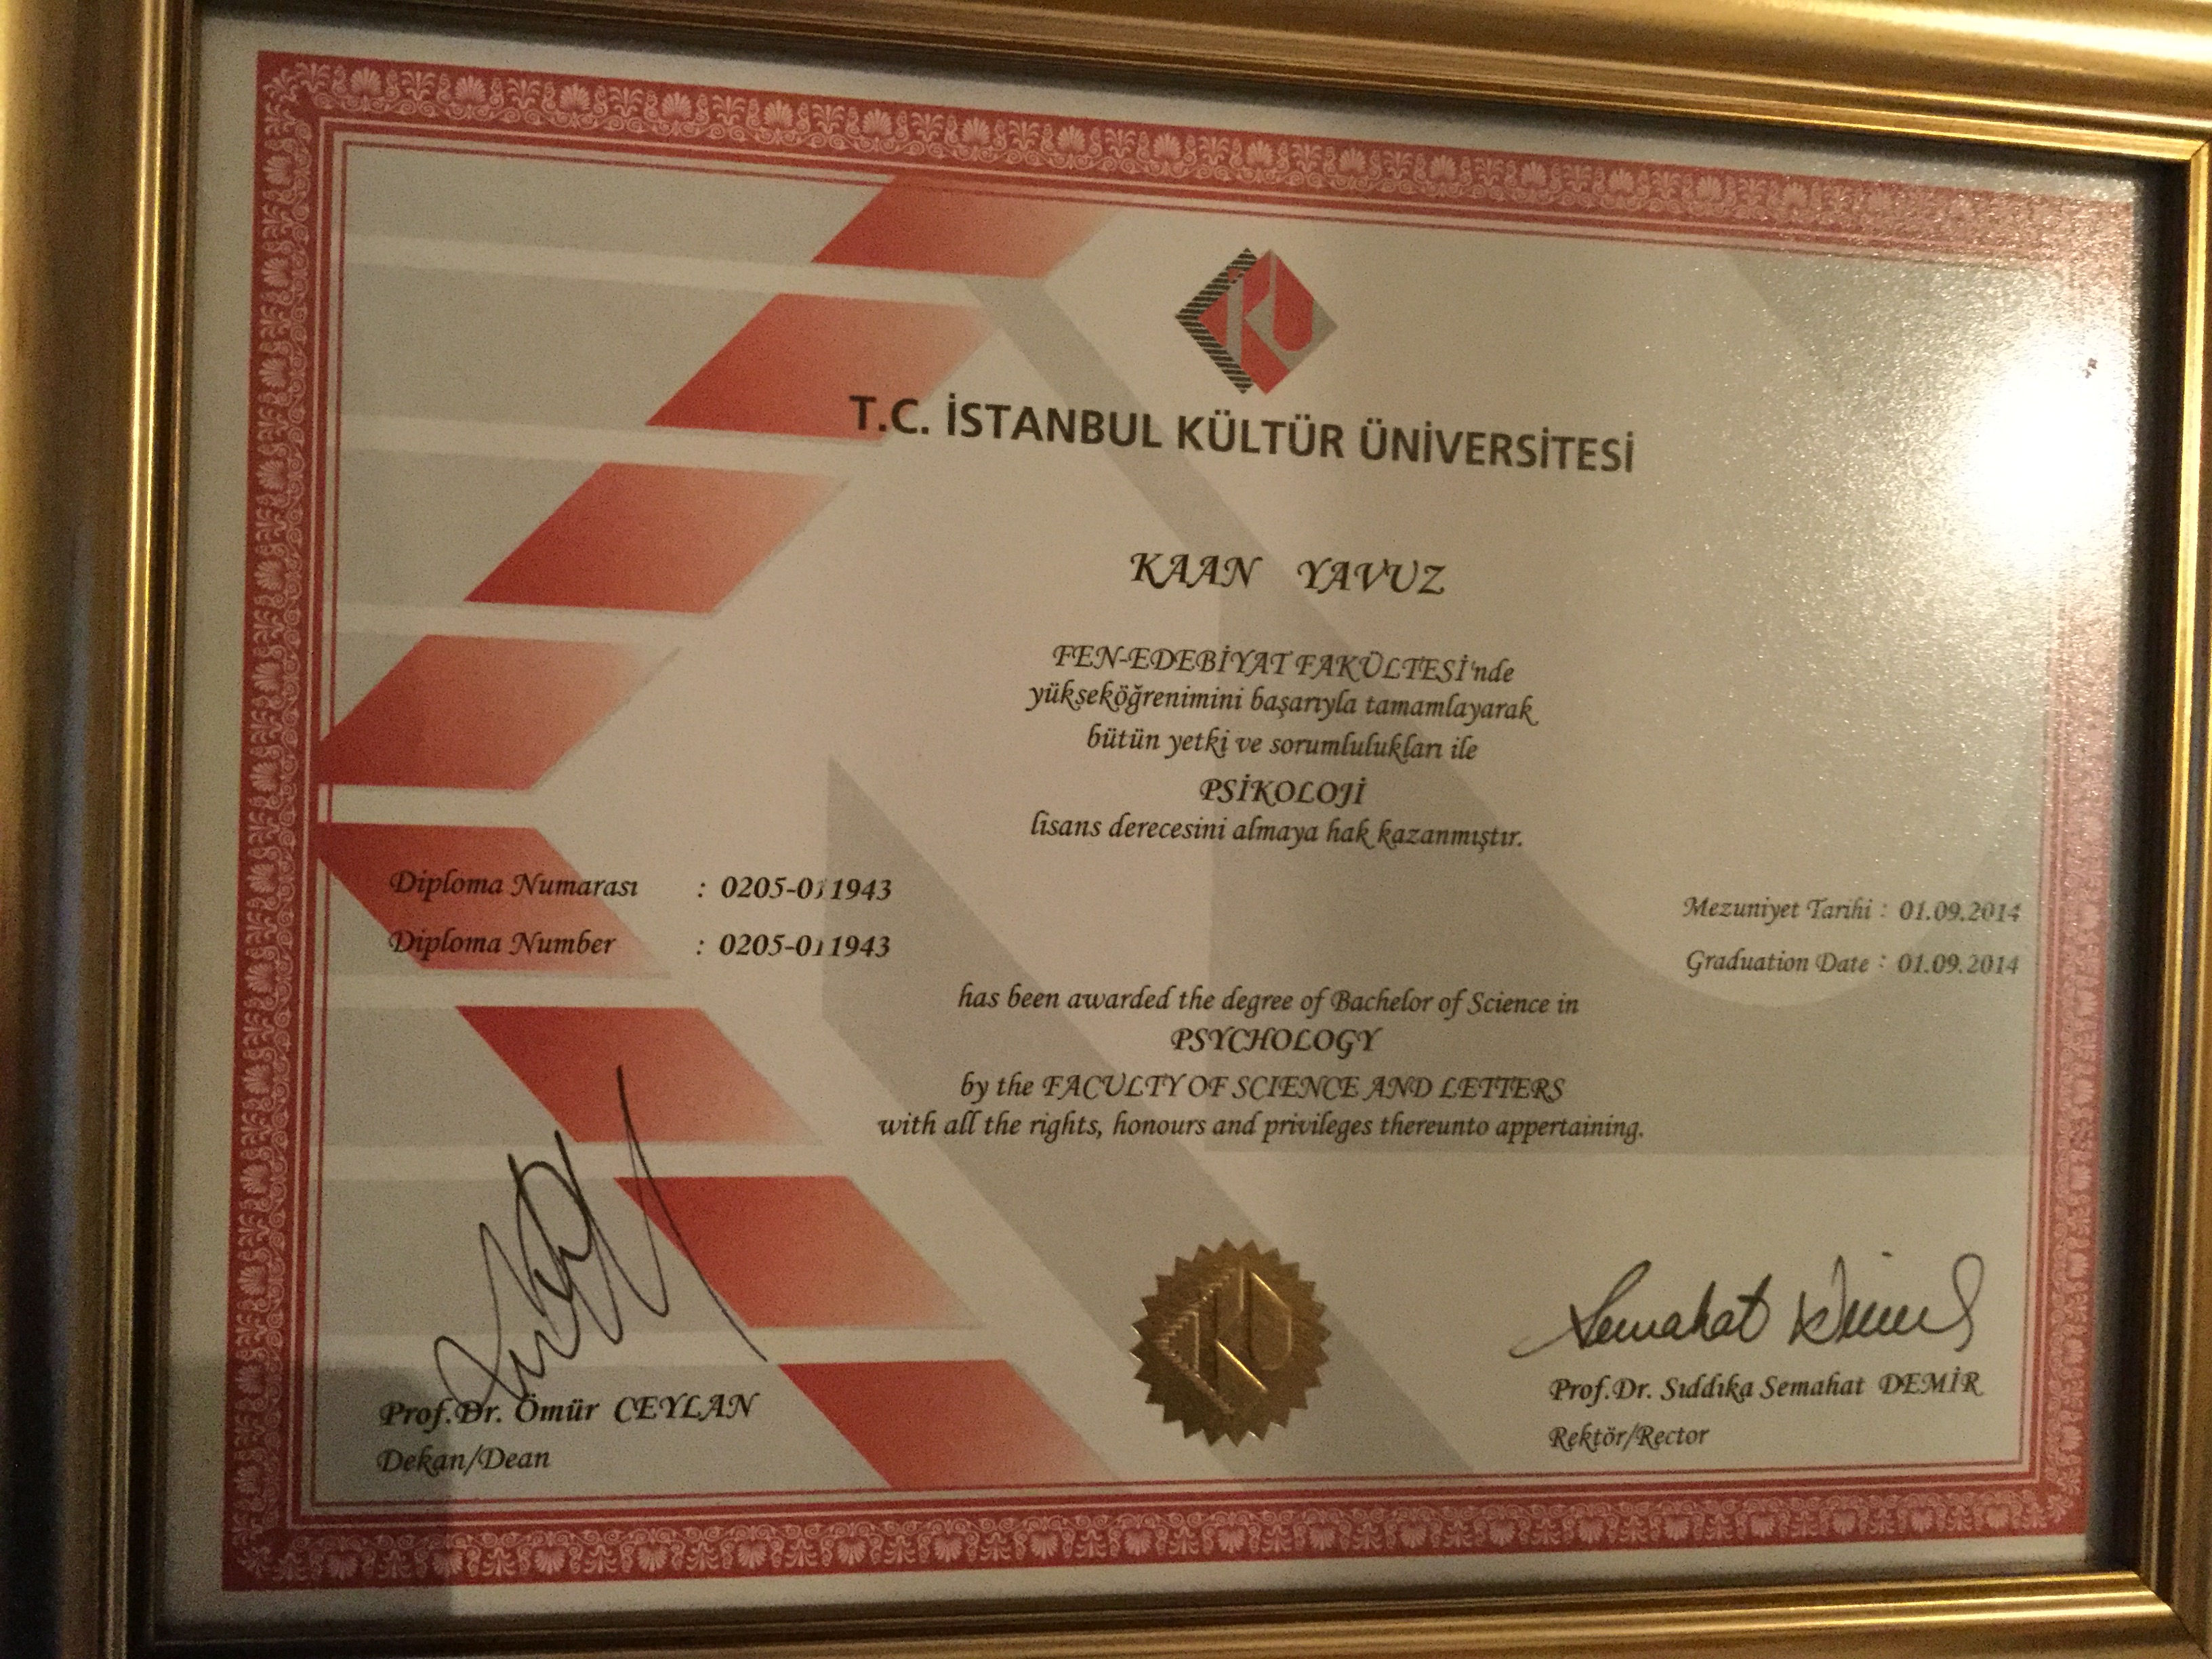 İKU
T.C. İSTANBUL KÜLTÜR ÜNİVERSİTESİ
KAAN YAVUZ
FEN-EDEBİYAT FAKÜLTESİ'nde
yükseköğrenimini başarıyla tamamlayarak
bütün yetki ve sorumlulukları ile
PSİKOLOJİ
lisans derecesini almaya hak kazanmıştır.
Diploma Numarası : 0205-011943
Mezuniyet Tarihi : 01.09.2014
Diploma Number : 0205-011943
Graduation Date : 01.09.2014
has been awarded the degree of Bachelor of Science in
PSYCHOLOGY
by the FACULTY OF SCIENCE AND LETTERS
with all the rights, honours and privileges thereunto appertaining.
İKU
Semahat Demir
Prof.Dr. Ömür CEYLAN
Prof.Dr. Sıddıka Semahat DEMİR
Dekan/Dean
Rektör/Rector